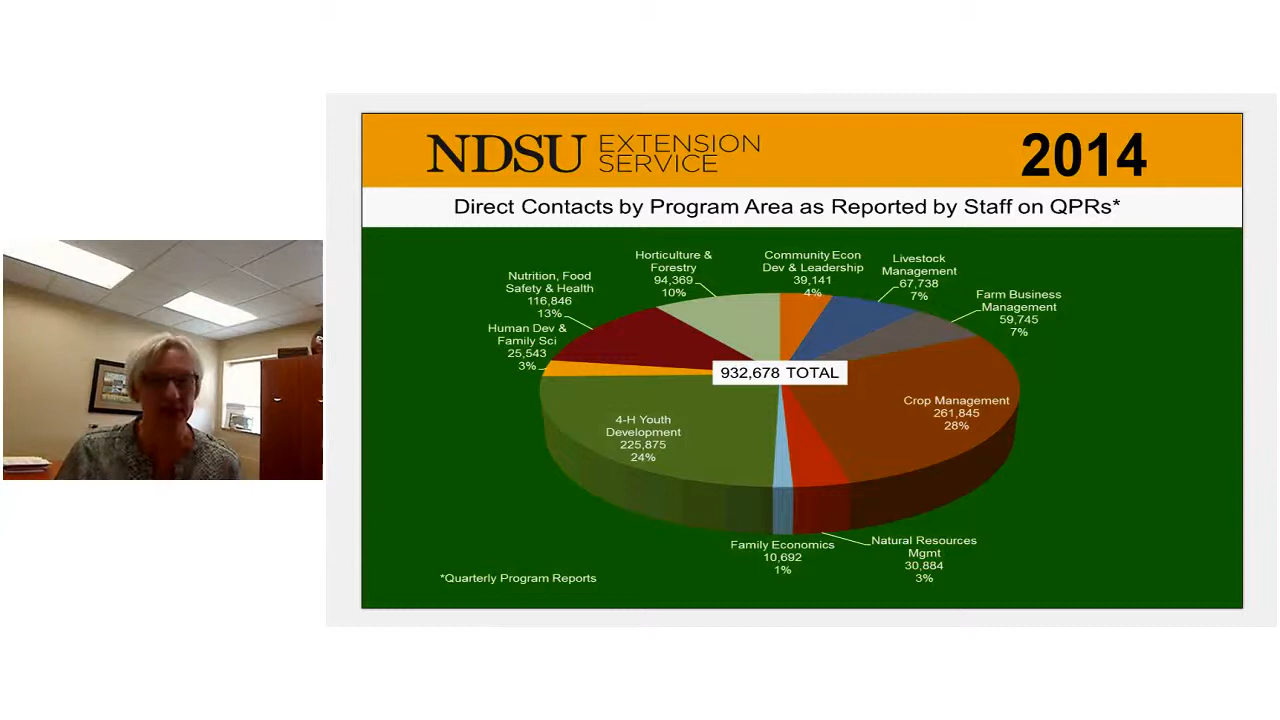 NDSU EXTENSION
SERVICE
2014
Direct Contacts by Program Area as Reported by Staff on QPRs*
Horticulture &
Forestry
94,369
10%
Community Econ
Dev & Leadership
39,141
4%
Livestock
Management
67,738
7%
Farm Business
Management
59,745
7%
Nutrition, Food
Safety & Health
116,846
13%
Human Dev &
Family Sci
25,543
3%
932,678 TOTAL
Crop Management
261,845
28%
4-H Youth
Development
225,875
24%
Family Economics
10,692
1%
Natural Resources
Mgmt
30,884
3%
*Quarterly Program Reports